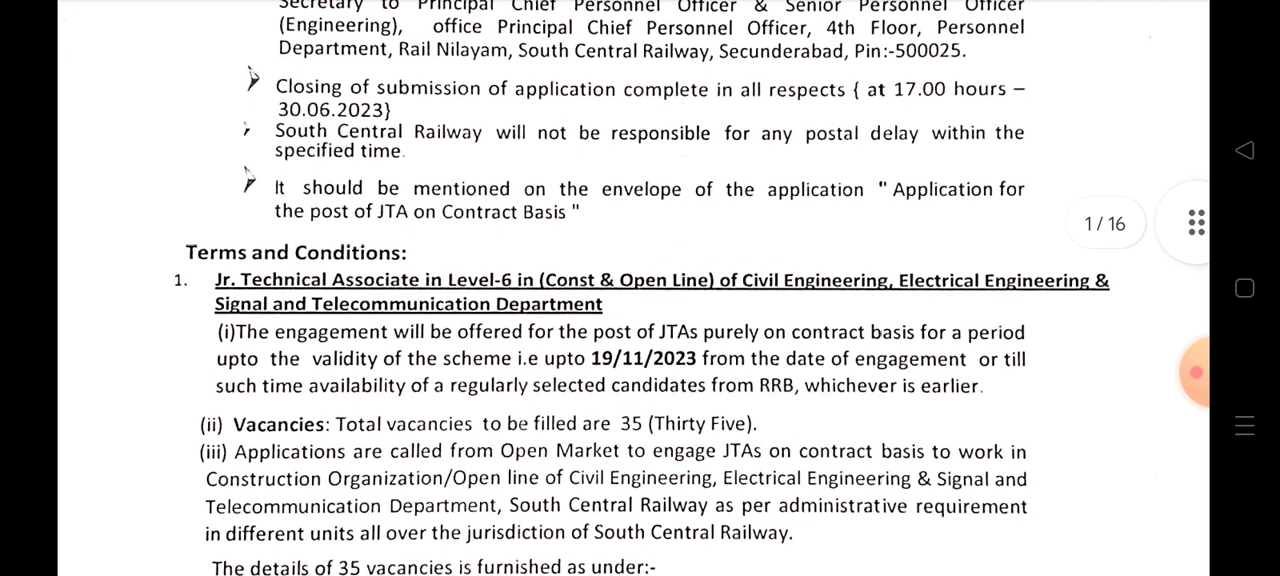 Secretary to Principal Chief Personnel Officer & Senior Personnel Officer
(Engineering), office Principal Chief Personnel Officer, 4th Floor, Personnel
Department, Rail Nilayam, South Central Railway, Secunderabad, Pin:-500025.
Closing of submission of application complete in all respects { at 17.00 hours –
30.06.2023}
South Central Railway will not be responsible for any postal delay within the
specified time.
It should be mentioned on the envelope of the application " Application for
the post of JTA on Contract Basis "
1 / 16
Terms and Conditions:
1. Jr. Technical Associate in Level-6 in (Const & Open Line) of Civil Engineering, Electrical Engineering &
Signal and Telecommunication Department
(i)The engagement will be offered for the post of JTAs purely on contract basis for a period
upto the validity of the scheme i.e upto 19/11/2023 from the date of engagement or till
such time availability of a regularly selected candidates from RRB, whichever is earlier.
(ii) Vacancies: Total vacancies to be filled are 35 (Thirty Five).
(iii) Applications are called from Open Market to engage JTAs on contract basis to work in
Construction Organization/Open line of Civil Engineering, Electrical Engineering & Signal and
Telecommunication Department, South Central Railway as per administrative requirement
in different units all over the jurisdiction of South Central Railway.
The details of 35 vacancies is furnished as under:-